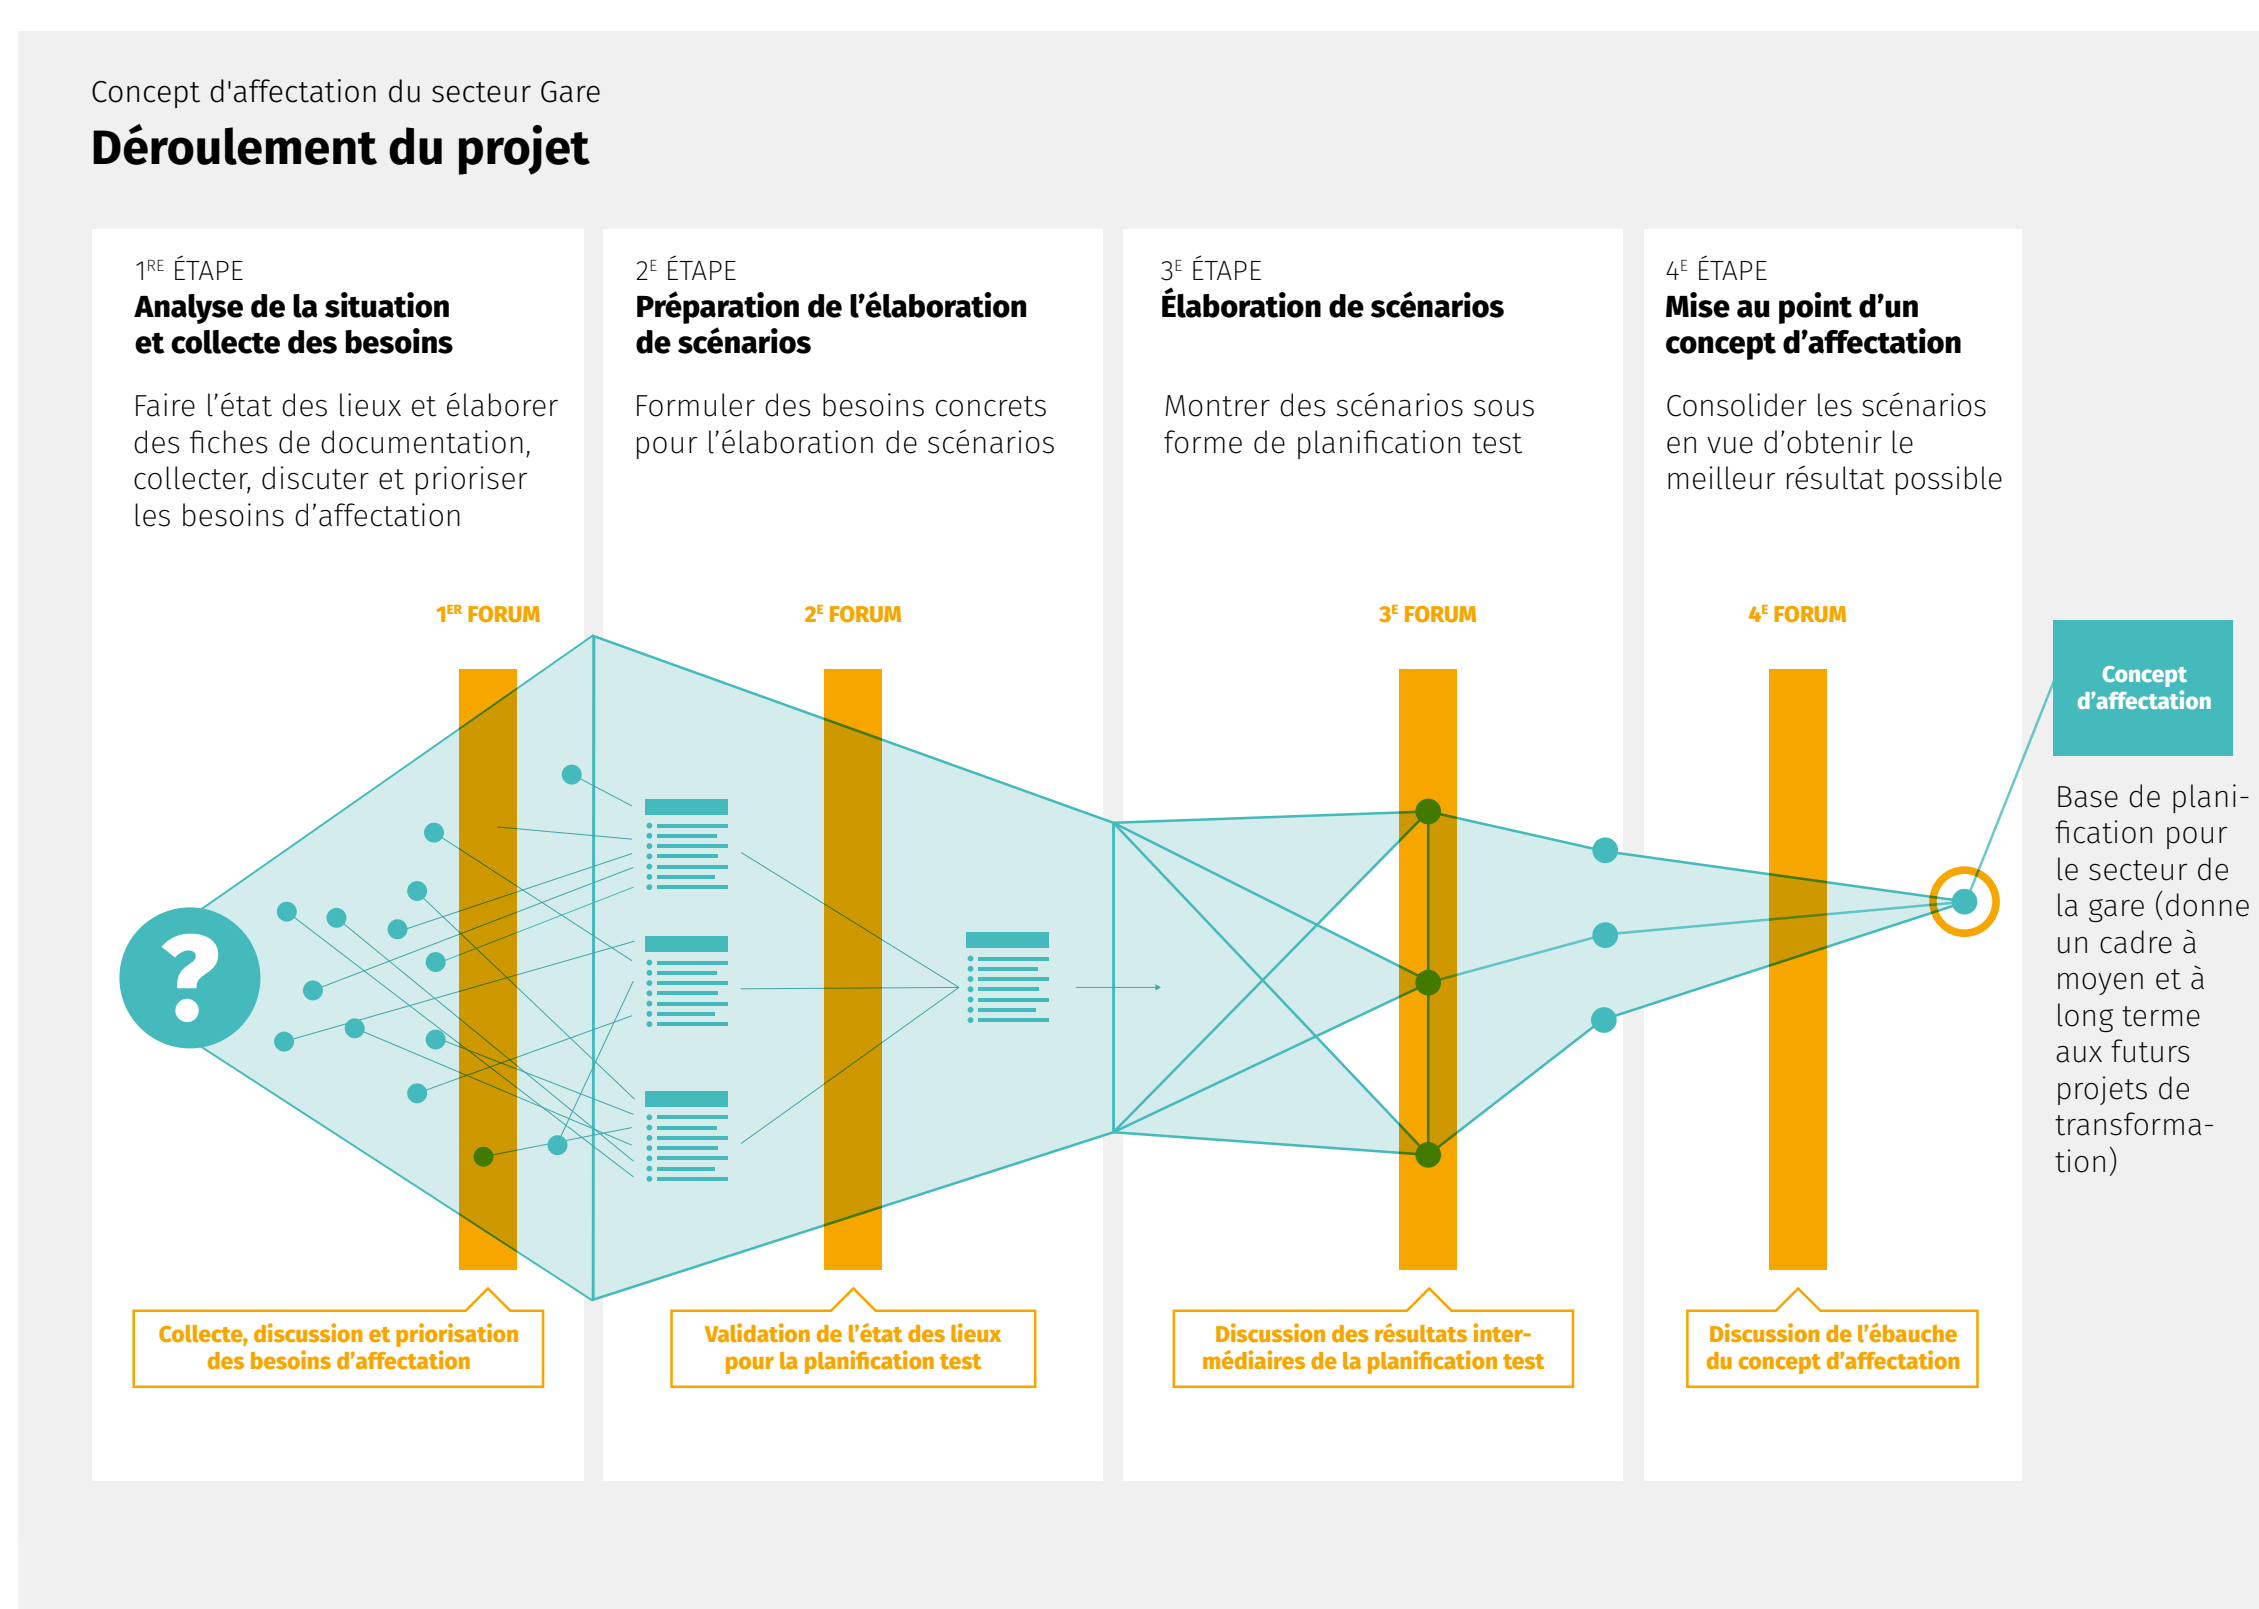 Concept d'affectation du secteur Gare
Déroulement du projet
1RE ÉTAPE
Analyse de la situation
et collecte des besoins
Faire l’état des lieux et élaborer
des fiches de documentation,
collecter, discuter et prioriser
les besoins d’affectation
1ER FORUM
Collecte, discussion et priorisation
des besoins d’affectation
2E ÉTAPE
Préparation de l’élaboration
de scénarios
Formuler des besoins concrets
pour l’élaboration de scénarios
2E FORUM
Validation de l’état des lieux
pour la planification test
3E ÉTAPE
Élaboration de scénarios
Montrer des scénarios sous
forme de planification test
3E FORUM
Discussion des résultats inter-
médiaires de la planification test
4E ÉTAPE
Mise au point d’un
concept d’affectation
Consolider les scénarios
en vue d’obtenir le
meilleur résultat possible
4E FORUM
Discussion de l’ébauche
du concept d’affectation
?
Concept
d’affectation
Base de plani-
fication pour
le secteur de
la gare (donne
un cadre à
moyen et à
long terme
aux futurs
projets de
transforma-
tion)